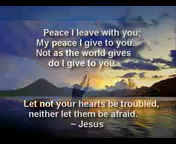 Peace I leave with you;
My peace I give to you.
Not as the world gives
do I give to you.
Let not your hearts be troubled,
neither let them be afraid.
~ Jesus